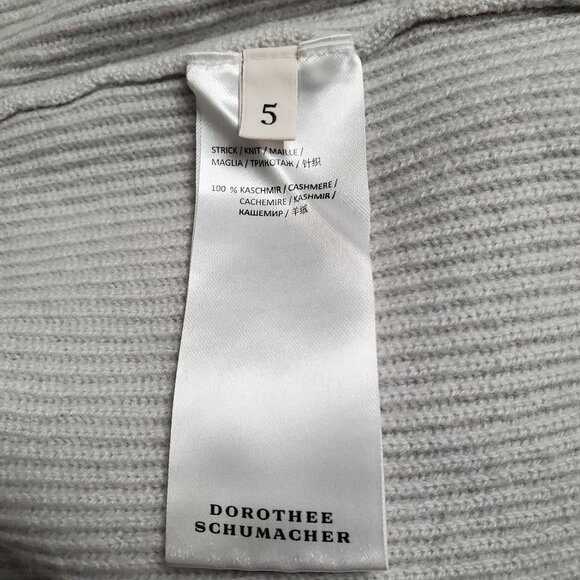 5
STRICK / KNIT / MAILLE /
MAGLIA / ТРИКОТАЖ / 针织
100 % KASCHMIR / CASHMERE /
CACHEMIRE / KASHMIR /
КАШЕМИР / 羊绒
DOROTHEE
SCHUMACHER